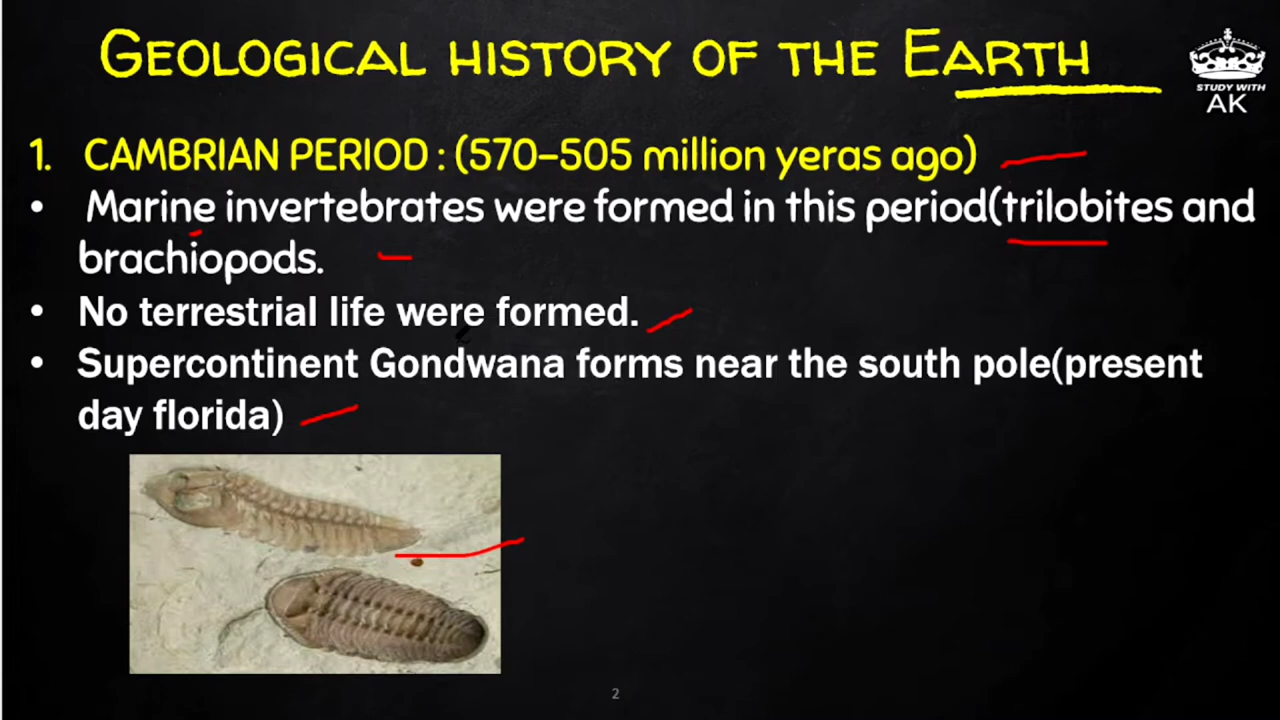 GEOLOGICAL HISTORY OF THE EARTH
STUDY WITH
AK
1. CAMBRIAN PERIOD : (570–505 million yeras ago)
• Marine invertebrates were formed in this period(trilobites and
brachiopods.
• No terrestrial life were formed.
• Supercontinent Gondwana forms near the south pole(present
day florida)
2